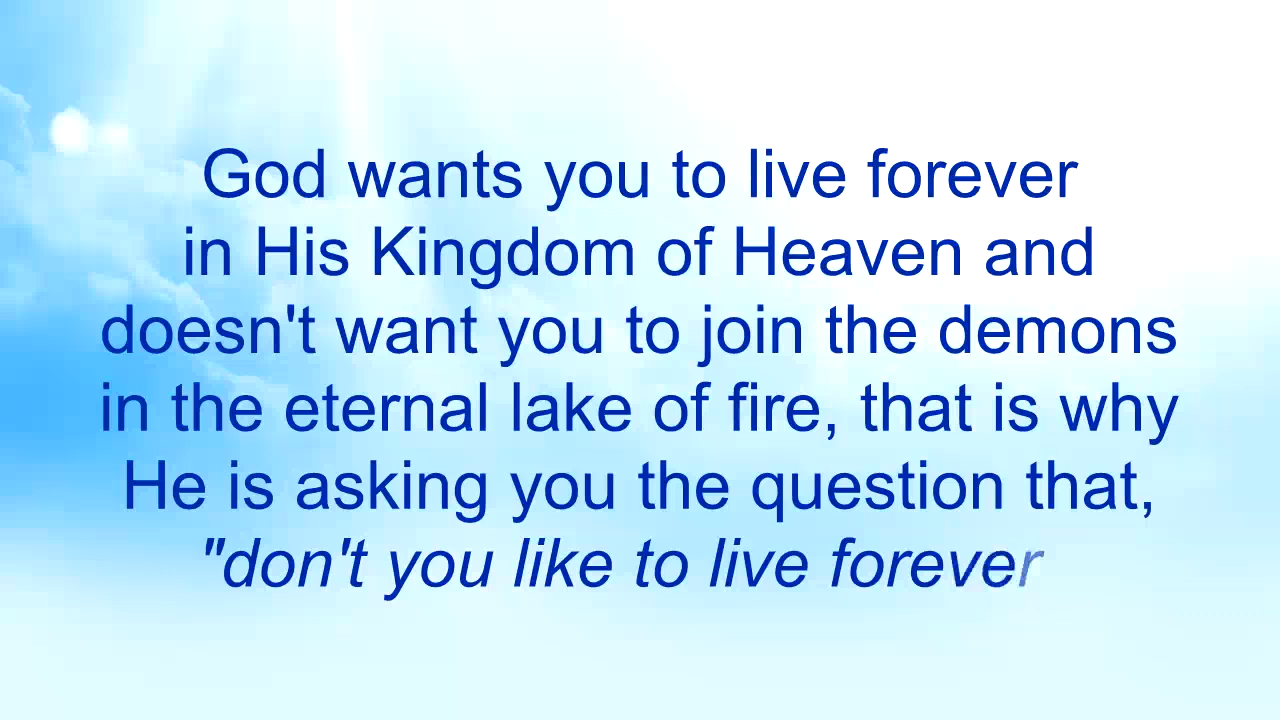 God wants you to live forever
in His Kingdom of Heaven and
doesn't want you to join the demons
in the eternal lake of fire, that is why
He is asking you the question that,
"don't you like to live forever